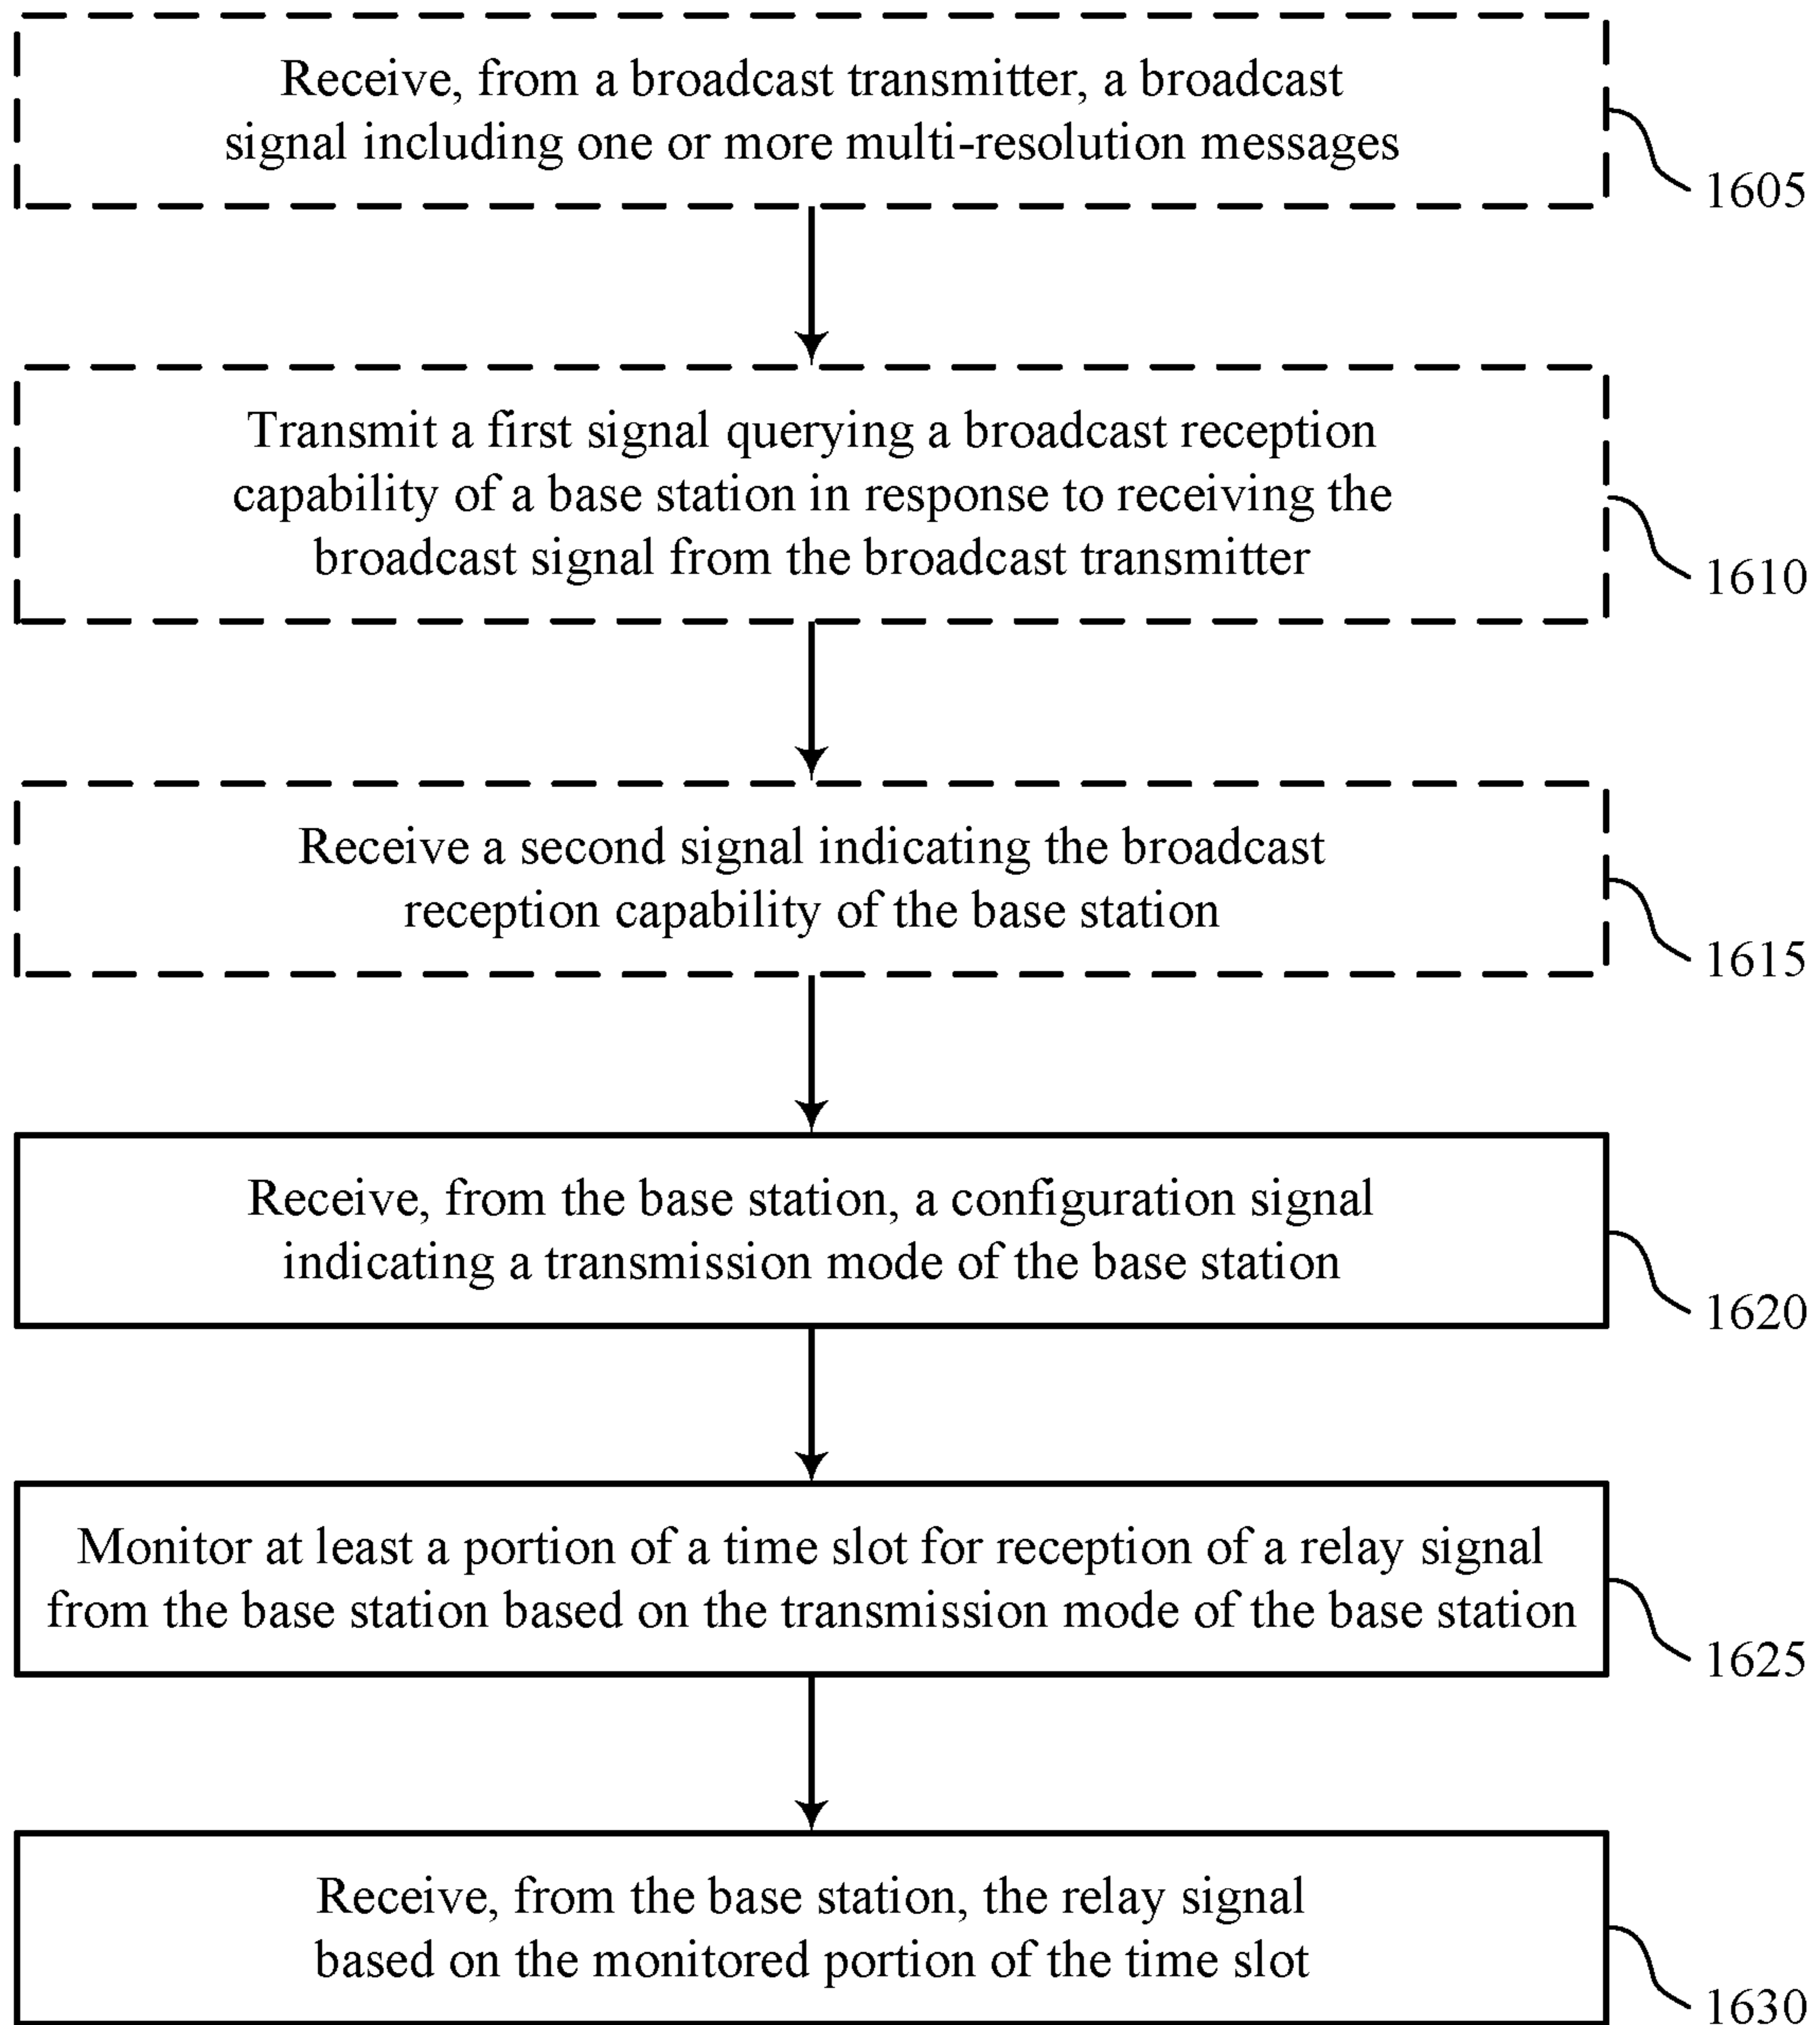 Receive, from a broadcast transmitter, a broadcast
signal including one or more multi-resolution messages
1605
Transmit a first signal querying a broadcast reception
capability of a base station in response to receiving the
broadcast signal from the broadcast transmitter
1610
Receive a second signal indicating the broadcast
reception capability of the base station
1615
Receive, from the base station, a configuration signal
indicating a transmission mode of the base station
1620
Monitor at least a portion of a time slot for reception of a relay signal
from the base station based on the transmission mode of the base station
1625
Receive, from the base station, the relay signal
based on the monitored portion of the time slot
1630